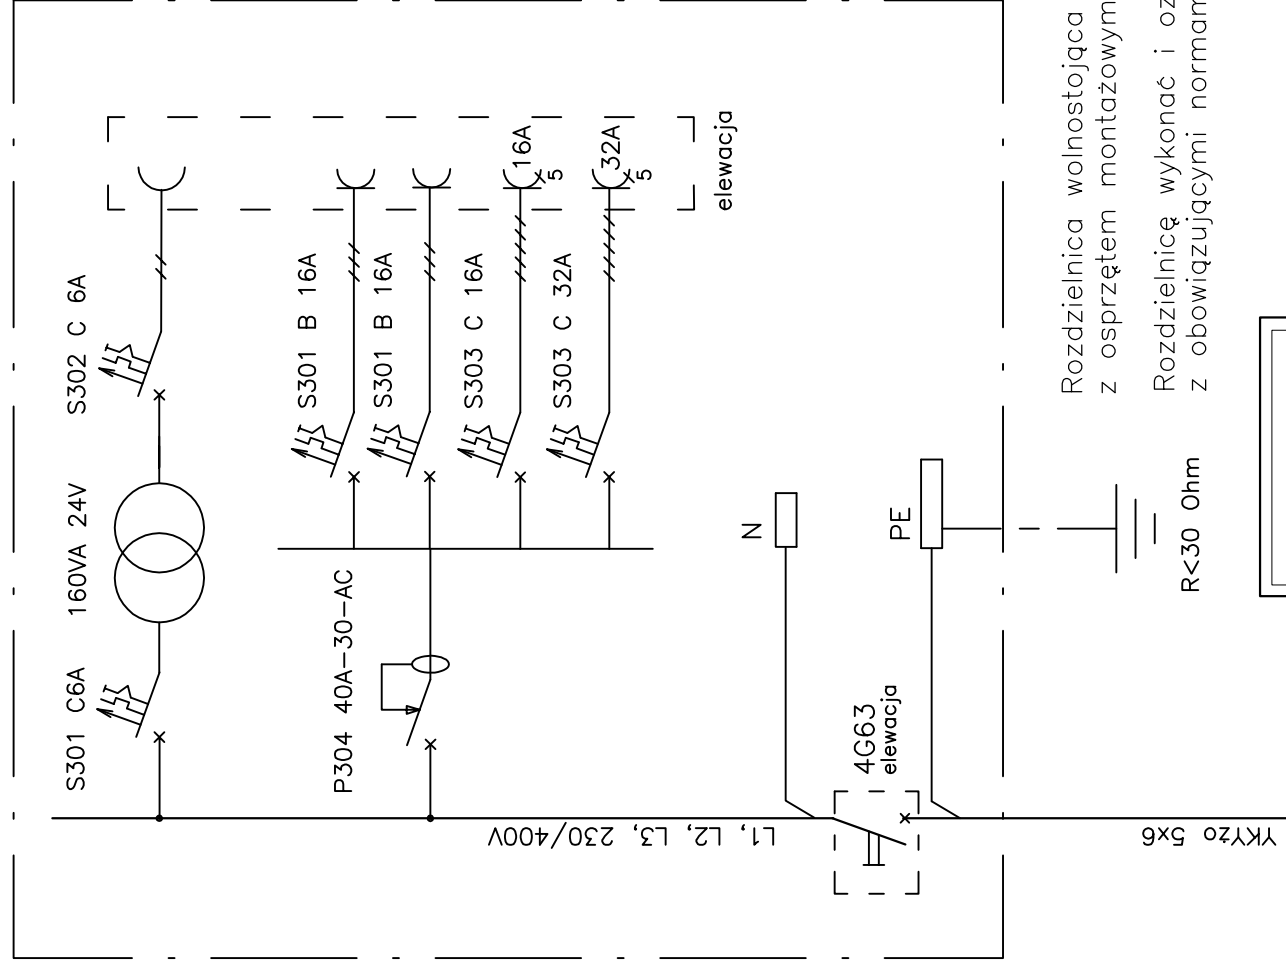 S301 C6A
160VA 24V
S302 C 6A
P304 40A-30-AC
S301 B 16A
S301 B 16A
S303 C 16A
S303 C 32A
16A
5
32A
5
elewacja
L1, L2, L3, 230/400V
N
4G63
elewacja
PE
R<30 Ohm
YKYżo 5x6
Rozdzielnica wolnostojąca
z osprzętem montażowym
Rozdzielnicę wykonać i oz
z obowiązującymi normam